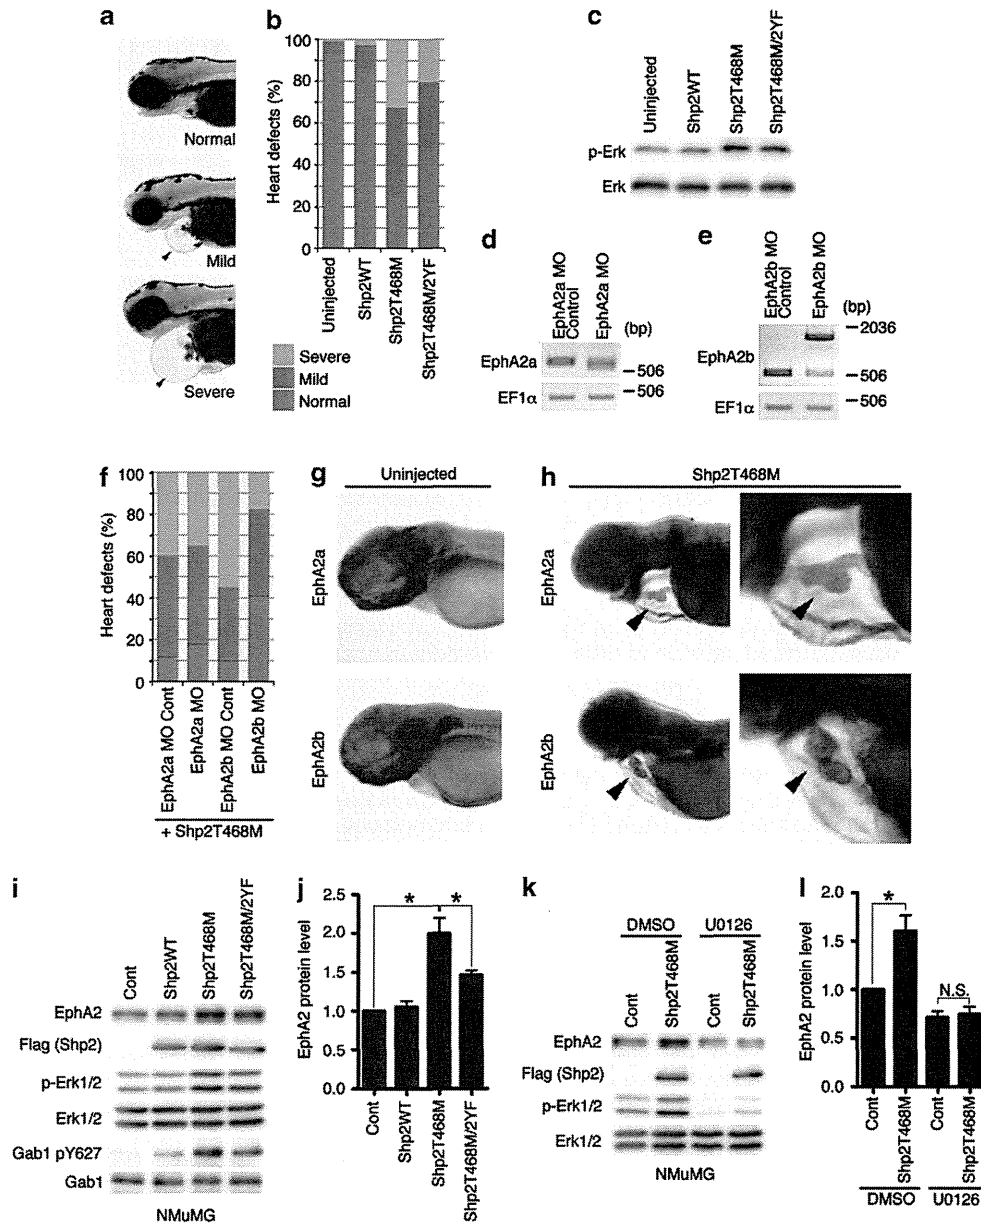 a
Normal
Mild
Severe
b
Heart defects (%)
100
80
60
40
20
0
Uninjected
Shp2WT
Shp2T468M
Shp2T468M/2YF
Severe
Mild
Normal
c
Uninjected
Shp2WT
Shp2T468M
Shp2T468M/2YF
p-Erk
Erk
d
EphA2a MO
Control
EphA2a MO
(bp)
EphA2a
506
506
EF1α
e
EphA2b MO
Control
EphA2b MO
(bp)
2036
EphA2b
506
506
EF1α
f
Heart defects (%)
100
80
60
40
20
0
EphA2a MO Cont
EphA2a MO
EphA2b MO Cont
EphA2b MO
+ Shp2T468M
g
Uninjected
EphA2a
EphA2b
h
Shp2T468M
EphA2a
EphA2b
i
Cont
Shp2WT
Shp2T468M
Shp2T468M/2YF
EphA2
Flag (Shp2)
p-Erk1/2
Erk1/2
Gab1 pY627
Gab1
NMuMG
j
EphA2 protein level
2.5
2.0
1.5
1.0
0.5
0.0
*
*
Cont
Shp2WT
Shp2T468M
Shp2T468M/2YF
k
DMSO
U0126
Cont
Shp2T468M
Cont
Shp2T468M
EphA2
Flag (Shp2)
p-Erk1/2
Erk1/2
NMuMG
l
EphA2 protein level
2.0
1.5
1.0
0.5
0.0
*
N.S.
Cont
Shp2T468M
Cont
Shp2T468M
DMSO
U0126